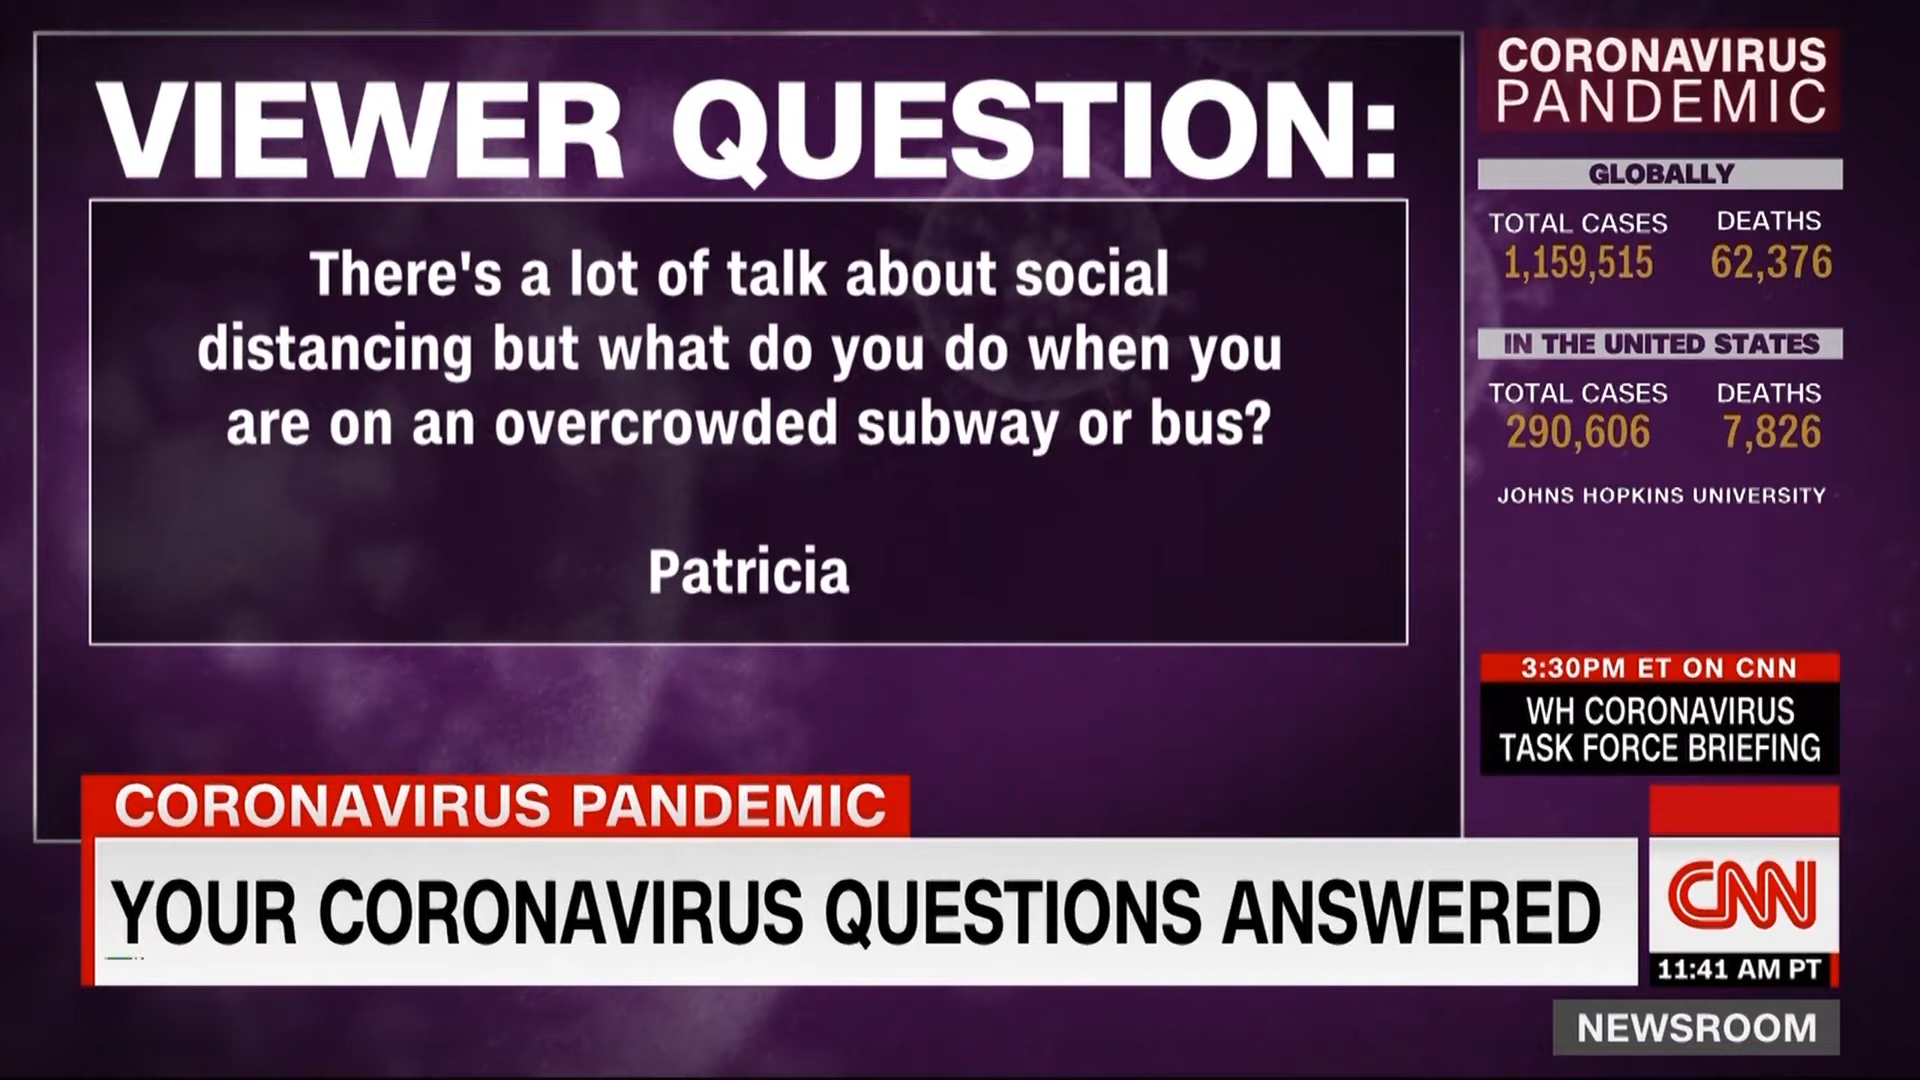 VIEWER QUESTION:
There's a lot of talk about social
distancing but what do you do when you
are on an overcrowded subway or bus?
Patricia
CORONAVIRUS
PANDEMIC
GLOBALLY
TOTAL CASES DEATHS
1,159,515 62,376
IN THE UNITED STATES
TOTAL CASES DEATHS
290,606 7,826
JOHNS HOPKINS UNIVERSITY
3:30PM ET ON CNN
WH CORONAVIRUS
TASK FORCE BRIEFING
CORONAVIRUS PANDEMIC
YOUR CORONAVIRUS QUESTIONS ANSWERED
CNN
11:41 AM PT
NEWSROOM